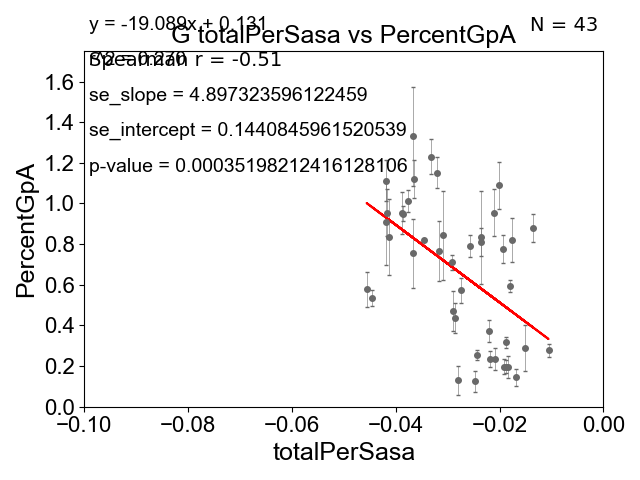 y = -19.089x + 0.131
N = 43
G totalPerSasa vs PercentGpA
Spearman r = -0.51
se_slope = 4.897323596122459
se_intercept = 0.1440845961520539
p-value = 0.00035198212416128106
PercentGpA
1.6
1.4
1.2
1.0
0.8
0.6
0.4
0.2
0.0
−0.10 −0.08 −0.06 −0.04 −0.02 0.00
totalPerSasa